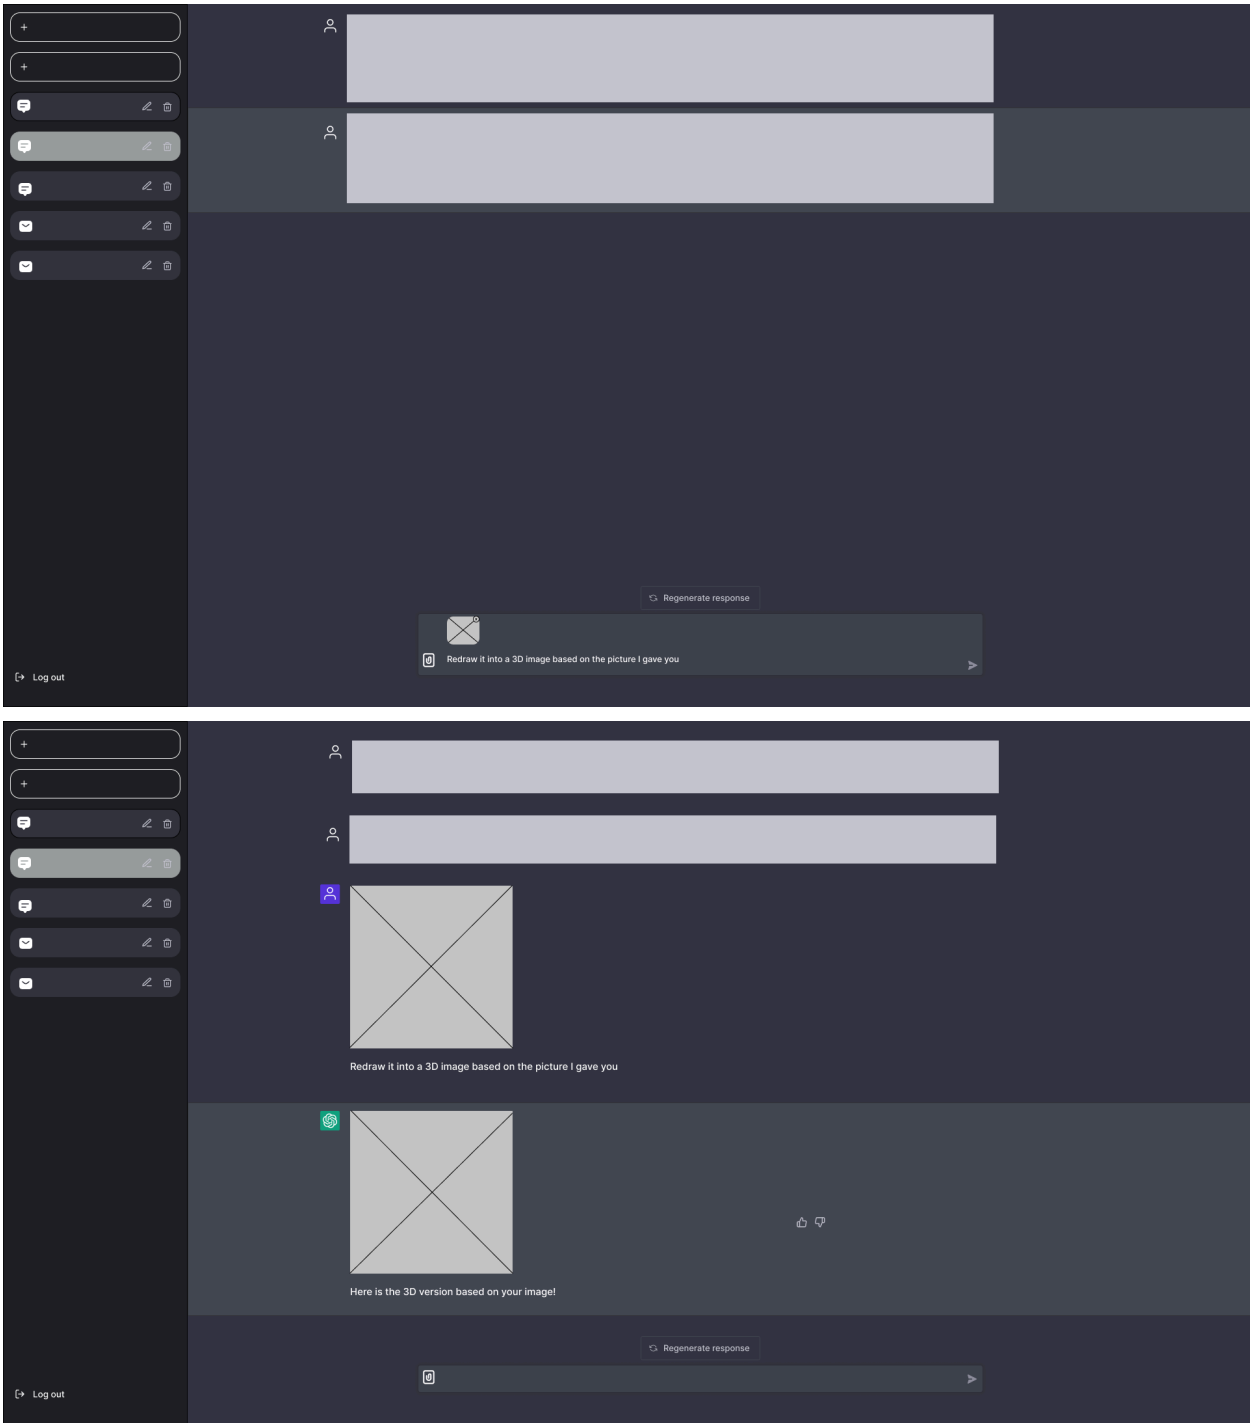 Regenerate response
Redraw it into a 3D image based on the picture I gave you
Log out
Redraw it into a 3D image based on the picture I gave you
Here is the 3D version based on your image!
Regenerate response
Log out